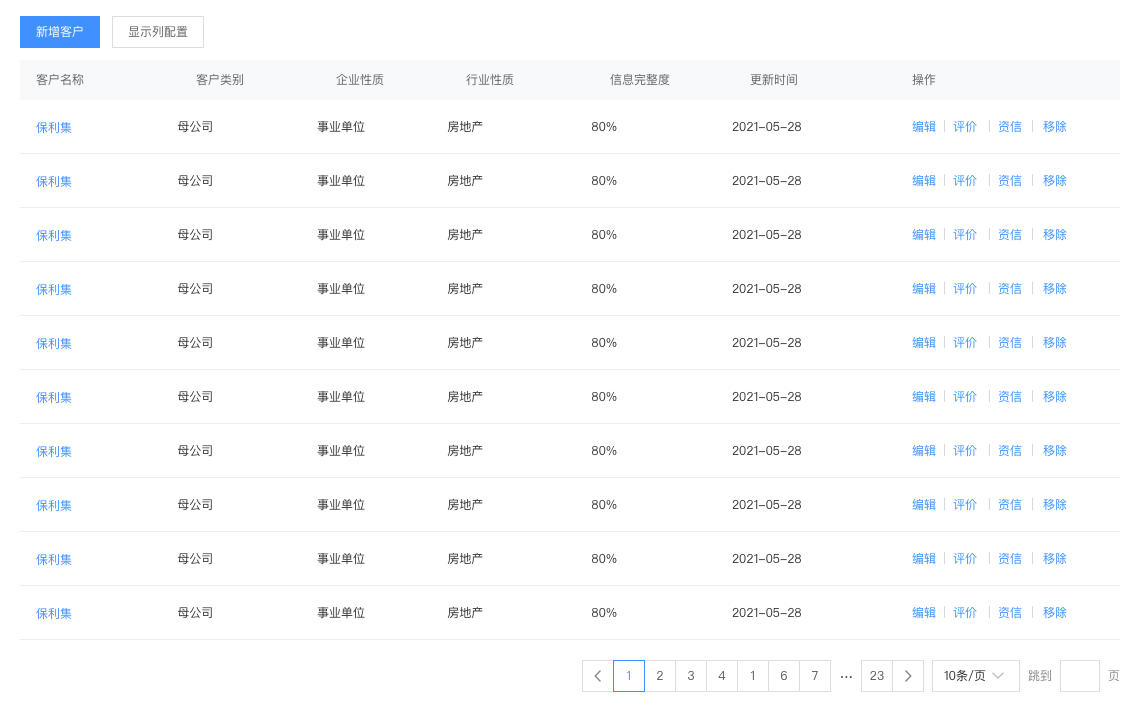 新增客户 显示列配置
客户名称 客户类别 企业性质 行业性质 信息完整度 更新时间 操作
保利集 母公司 事业单位 房地产 80% 2021-05-28 编辑 评价 资信 移除
保利集 母公司 事业单位 房地产 80% 2021-05-28 编辑 评价 资信 移除
保利集 母公司 事业单位 房地产 80% 2021-05-28 编辑 评价 资信 移除
保利集 母公司 事业单位 房地产 80% 2021-05-28 编辑 评价 资信 移除
保利集 母公司 事业单位 房地产 80% 2021-05-28 编辑 评价 资信 移除
保利集 母公司 事业单位 房地产 80% 2021-05-28 编辑 评价 资信 移除
保利集 母公司 事业单位 房地产 80% 2021-05-28 编辑 评价 资信 移除
保利集 母公司 事业单位 房地产 80% 2021-05-28 编辑 评价 资信 移除
保利集 母公司 事业单位 房地产 80% 2021-05-28 编辑 评价 资信 移除
保利集 母公司 事业单位 房地产 80% 2021-05-28 编辑 评价 资信 移除
1 2 3 4 1 6 7 ··· 23 10条/页 跳到 页